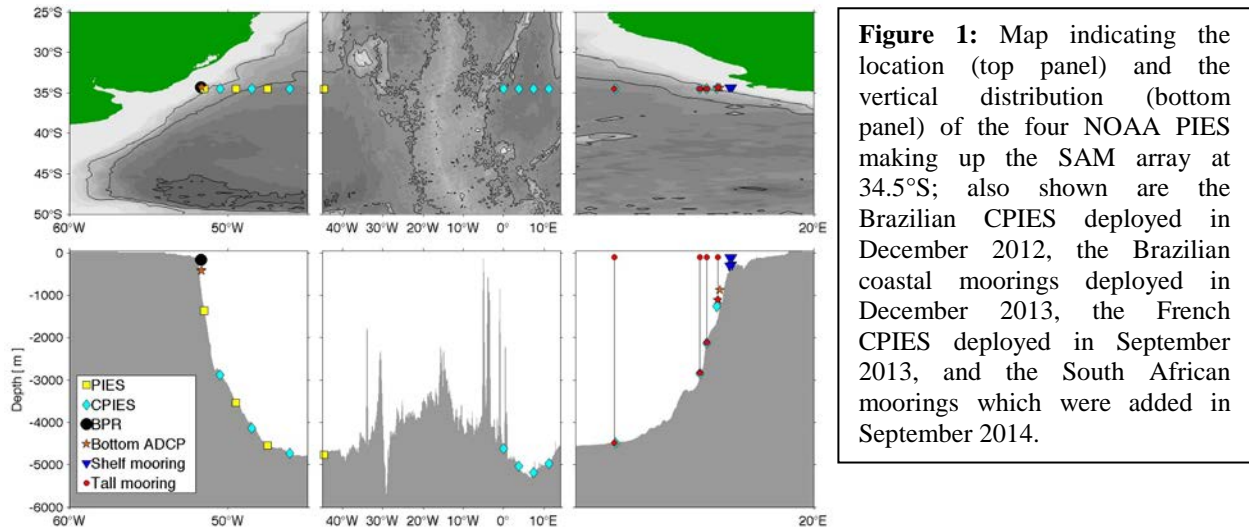 25°S
30°S
35°S
40°S
45°S
50°S
60°W
50°W
40°W
30°W
20°W
10°W
0°
10°E
20°E
0
-1000
-2000
-3000
-4000
-5000
-6000
Depth [ m ]
PIES
CPIES
BPR
Bottom ADCP
Shelf mooring
Tall mooring
60°W
50°W
40°W
30°W
20°W
10°W
0°
10°E
20°E
Figure 1: Map indicating the
location (top panel) and the
vertical distribution (bottom
panel) of the four NOAA PIES
making up the SAM array at
34.5°S; also shown are the
Brazilian CPIES deployed in
December 2012, the Brazilian
coastal moorings deployed in
December 2013, the French
CPIES deployed in September
2013, and the South African
moorings which were added in
September 2014.